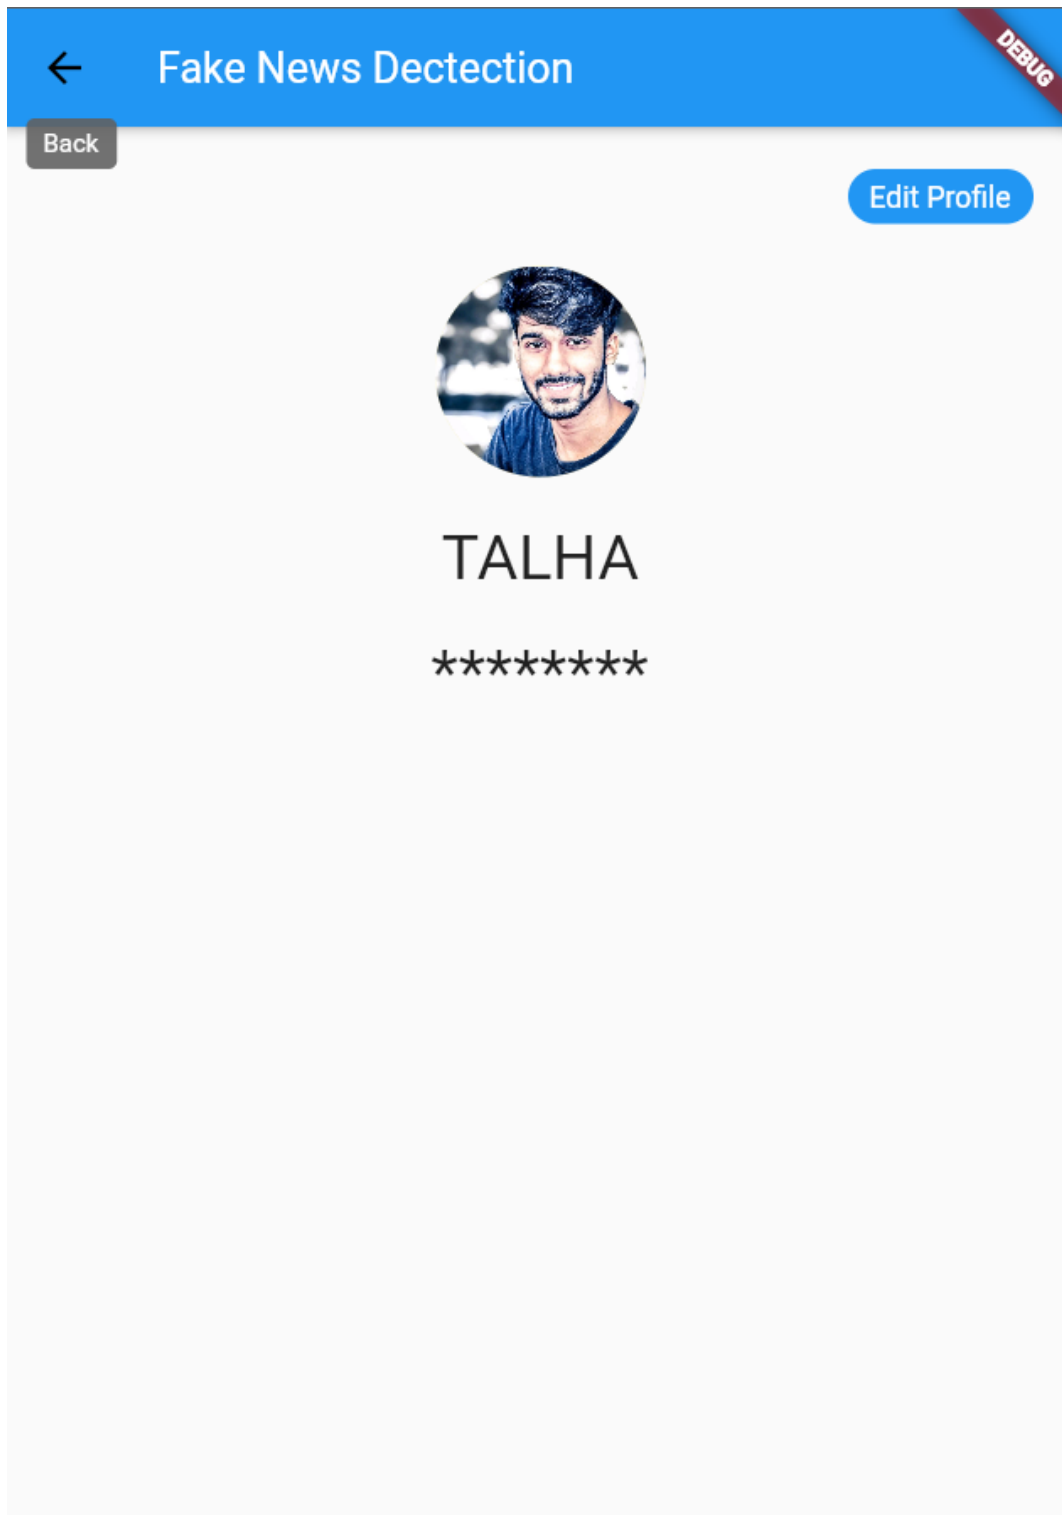 Fake News Dectection
DEBUG
Back
Edit Profile
TALHA
********